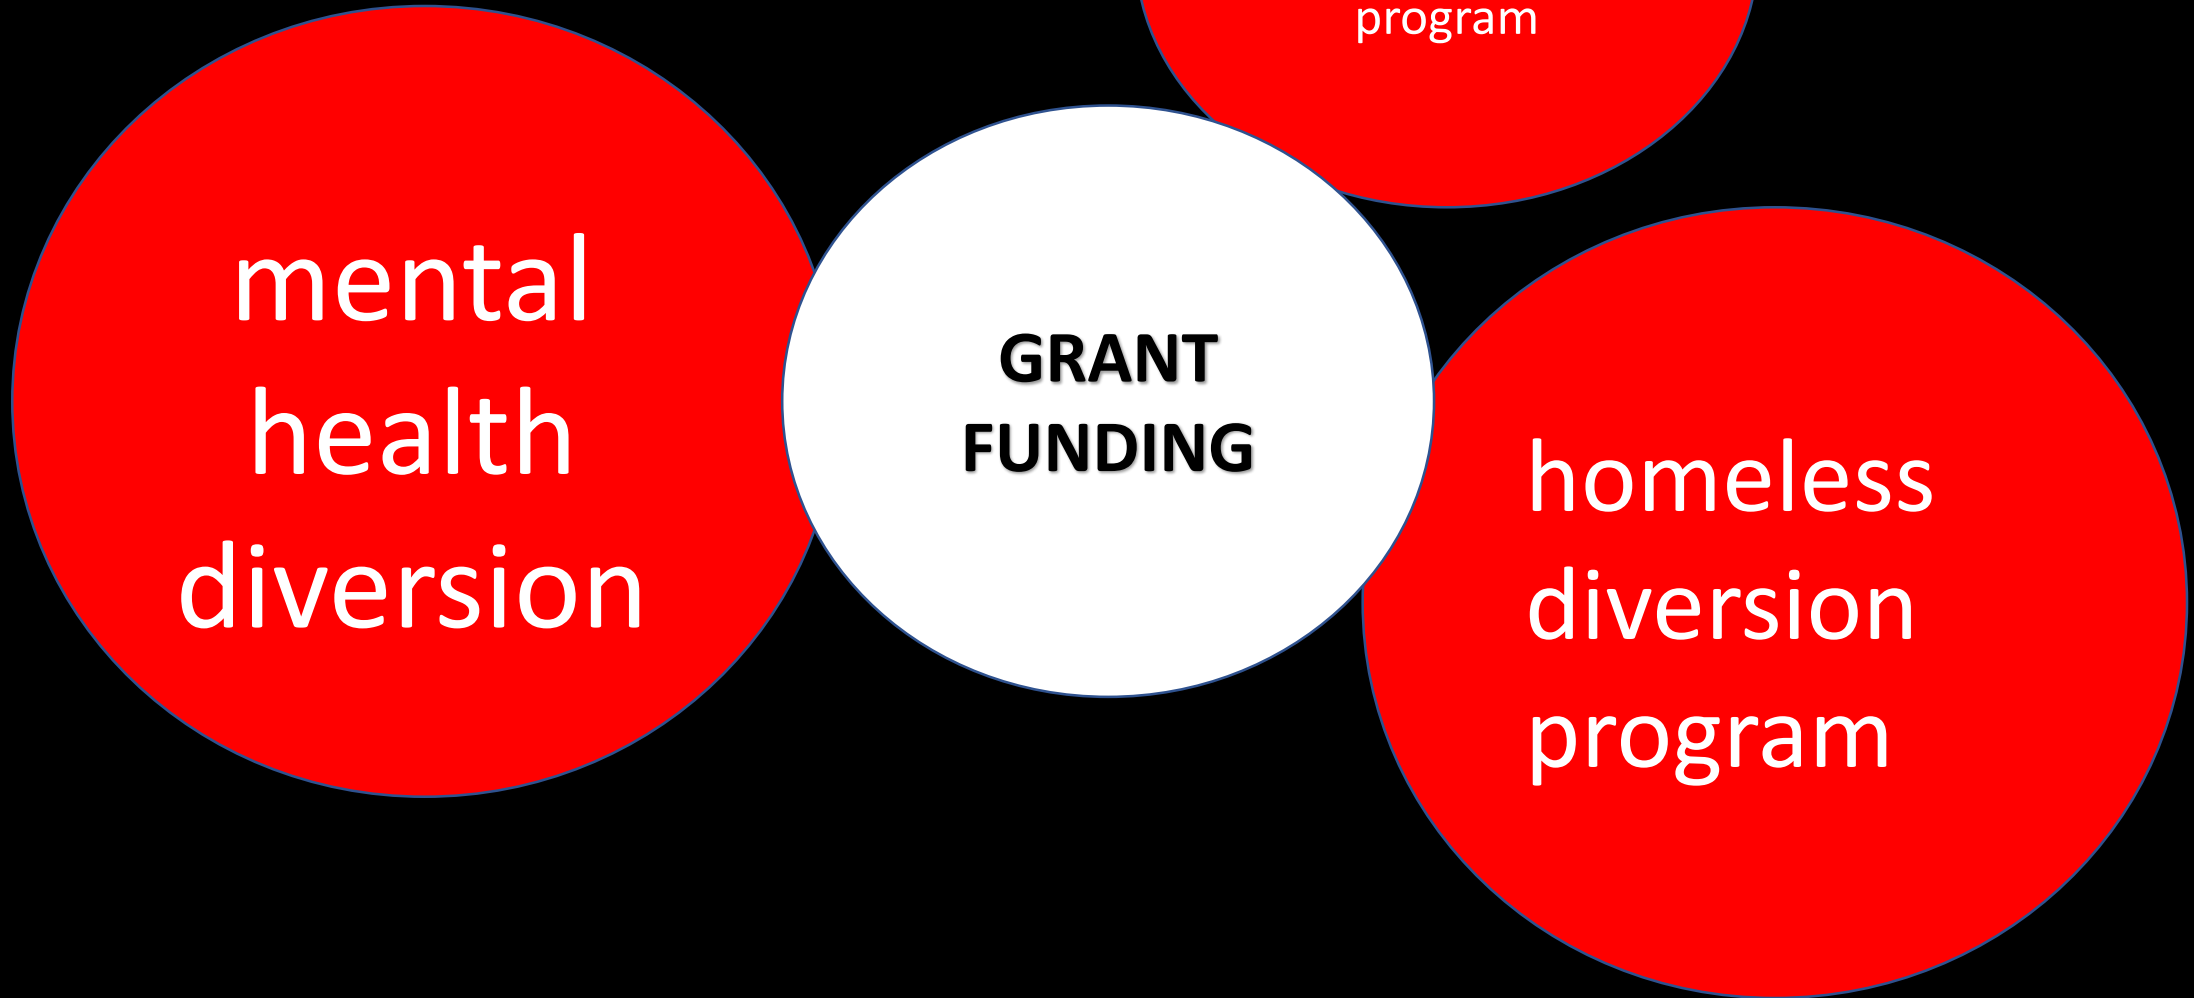 program
mental
health
diversion
GRANT
FUNDING
homeless
diversion
program